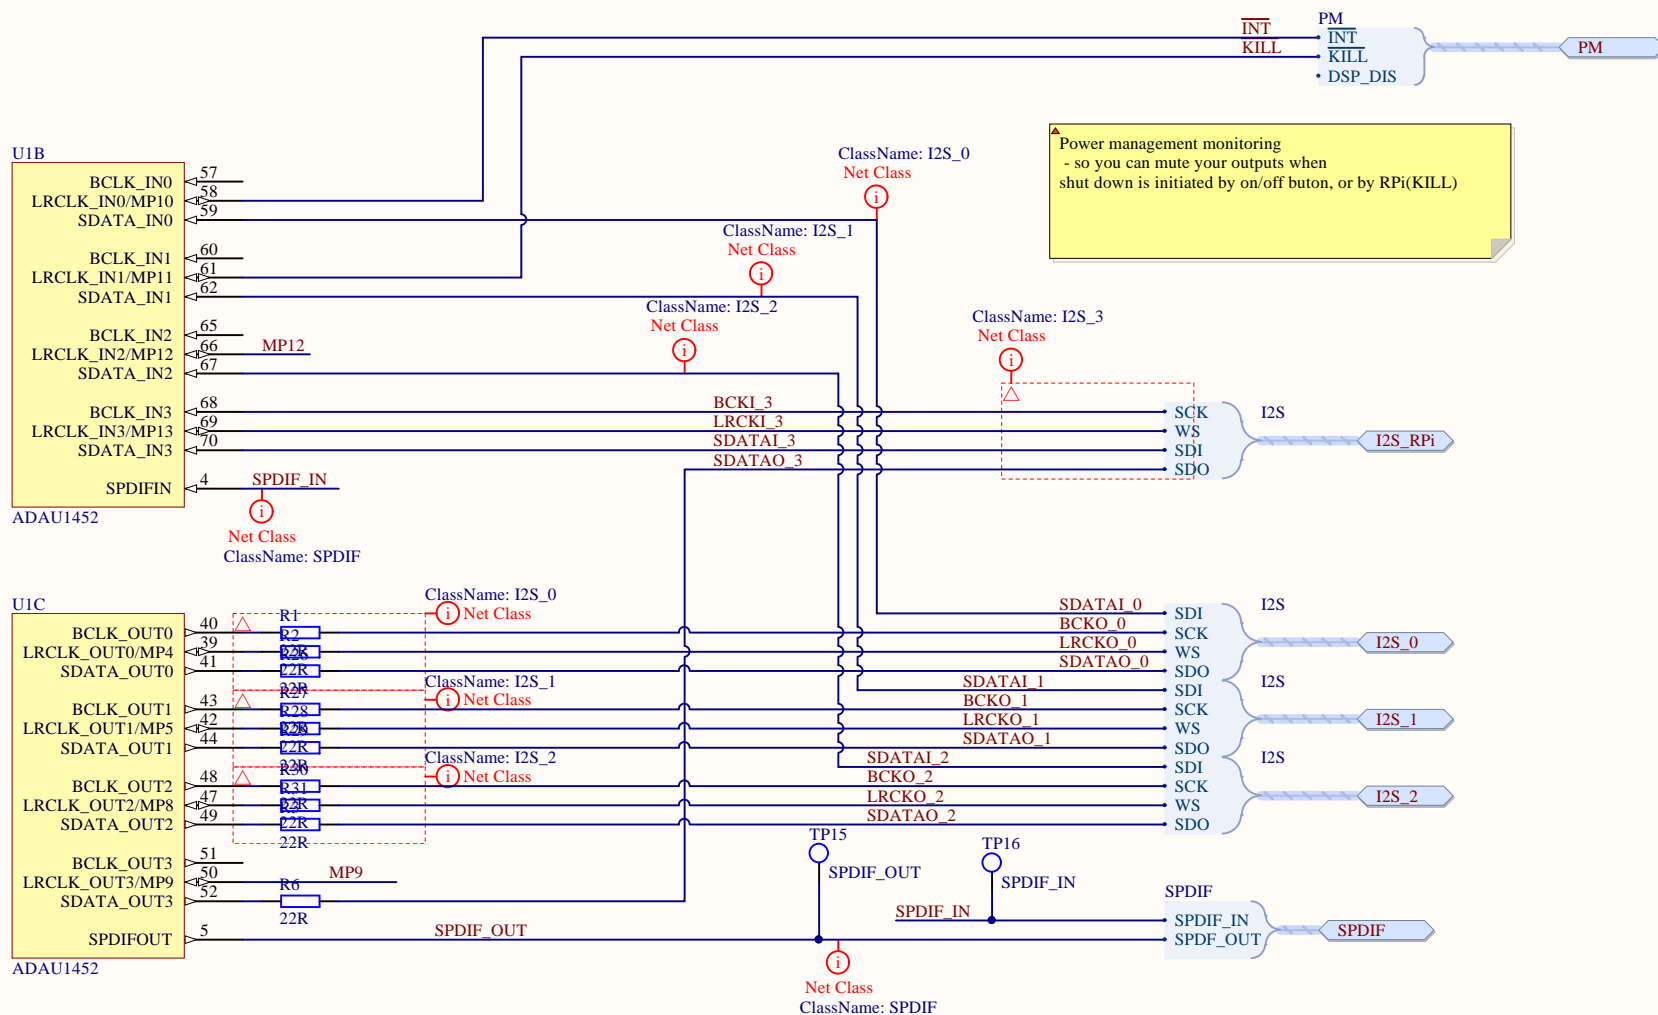 PM
INT
INT
KILL
KILL
PM
DSP_DIS
Power management monitoring
- so you can mute your outputs when
shut down is initiated by on/off buton, or by RPi(KILL)
U1B
BCLK_IN0
57
LRCLK_IN0/MP10
58
SDATA_IN0
59
BCLK_IN1
60
LRCLK_IN1/MP11
61
SDATA_IN1
62
BCLK_IN2
65
LRCLK_IN2/MP12
66
MP12
SDATA_IN2
67
BCLK_IN3
68
LRCLK_IN3/MP13
69
SDATA_IN3
70
SPDIFIN
4
SPDIF_IN
ADAU1452
i
Net Class
ClassName: SPDIF
ClassName: I2S_0
Net Class
i
ClassName: I2S_1
Net Class
i
ClassName: I2S_2
Net Class
i
ClassName: I2S_3
Net Class
i
BCKI_3
LRCKI_3
SDATAI_3
SDATAO_3
SCK
WS
SDI
SDO
I2S
I2S_RPi
U1C
BCLK_OUT0
40
LRCLK_OUT0/MP4
39
SDATA_OUT0
41
BCLK_OUT1
43
LRCLK_OUT1/MP5
42
SDATA_OUT1
44
BCLK_OUT2
48
LRCLK_OUT2/MP8
47
SDATA_OUT2
49
BCLK_OUT3
51
LRCLK_OUT3/MP9
50
MP9
SDATA_OUT3
52
SPDIFOUT
5
SPDIF_OUT
ADAU1452
R1
R2
22R
22R
R27
R28
22R
R30
R31
22R
22R
R6
22R
ClassName: I2S_0
i Net Class
ClassName: I2S_1
i Net Class
ClassName: I2S_2
i Net Class
SDATAI_0
BCKO_0
LRCKO_0
SDATAO_0
SDATAI_1
BCKO_1
LRCKO_1
SDATAO_1
SDATAI_2
BCKO_2
LRCKO_2
SDATAO_2
SDI
SCK
WS
SDO
I2S
I2S_0
SDI
SCK
WS
SDO
I2S
I2S_1
SDI
SCK
WS
SDO
I2S
I2S_2
TP15
SPDIF_OUT
TP16
SPDIF_IN
SPDIF_IN
SPDIF
SPDIF_IN
SPDF_OUT
SPDIF
i
Net Class
ClassName: SPDIF